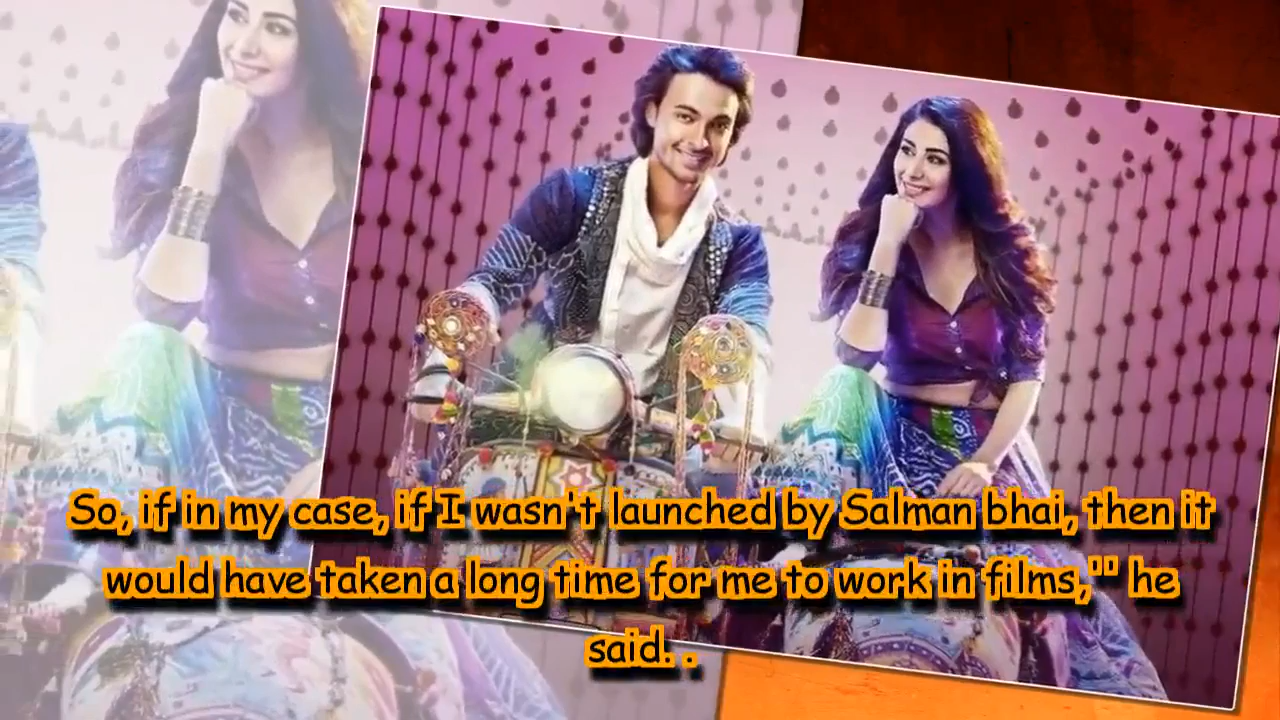 So, if in my case, if I wasn't launched by Salman bhai, then it
would have taken a long time for me to work in films,'' he
said. .